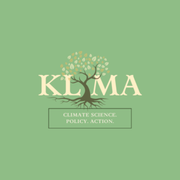 KLIMA
CLIMATE SCIENCE.
POLICY. ACTION.